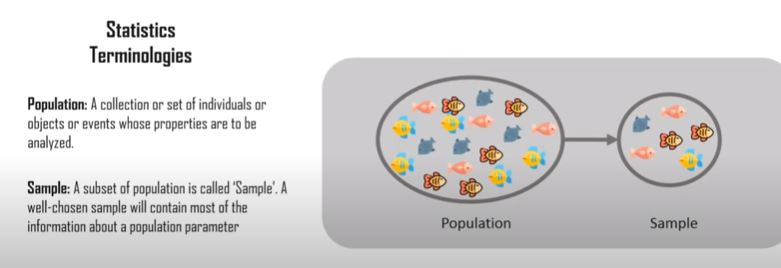 Statistics
Terminologies
Population: A collection or set of individuals or
objects or events whose properties are to be
analyzed.
Sample: A subset of population is called 'Sample'. A
well-chosen sample will contain most of the
information about a population parameter
Population
Sample